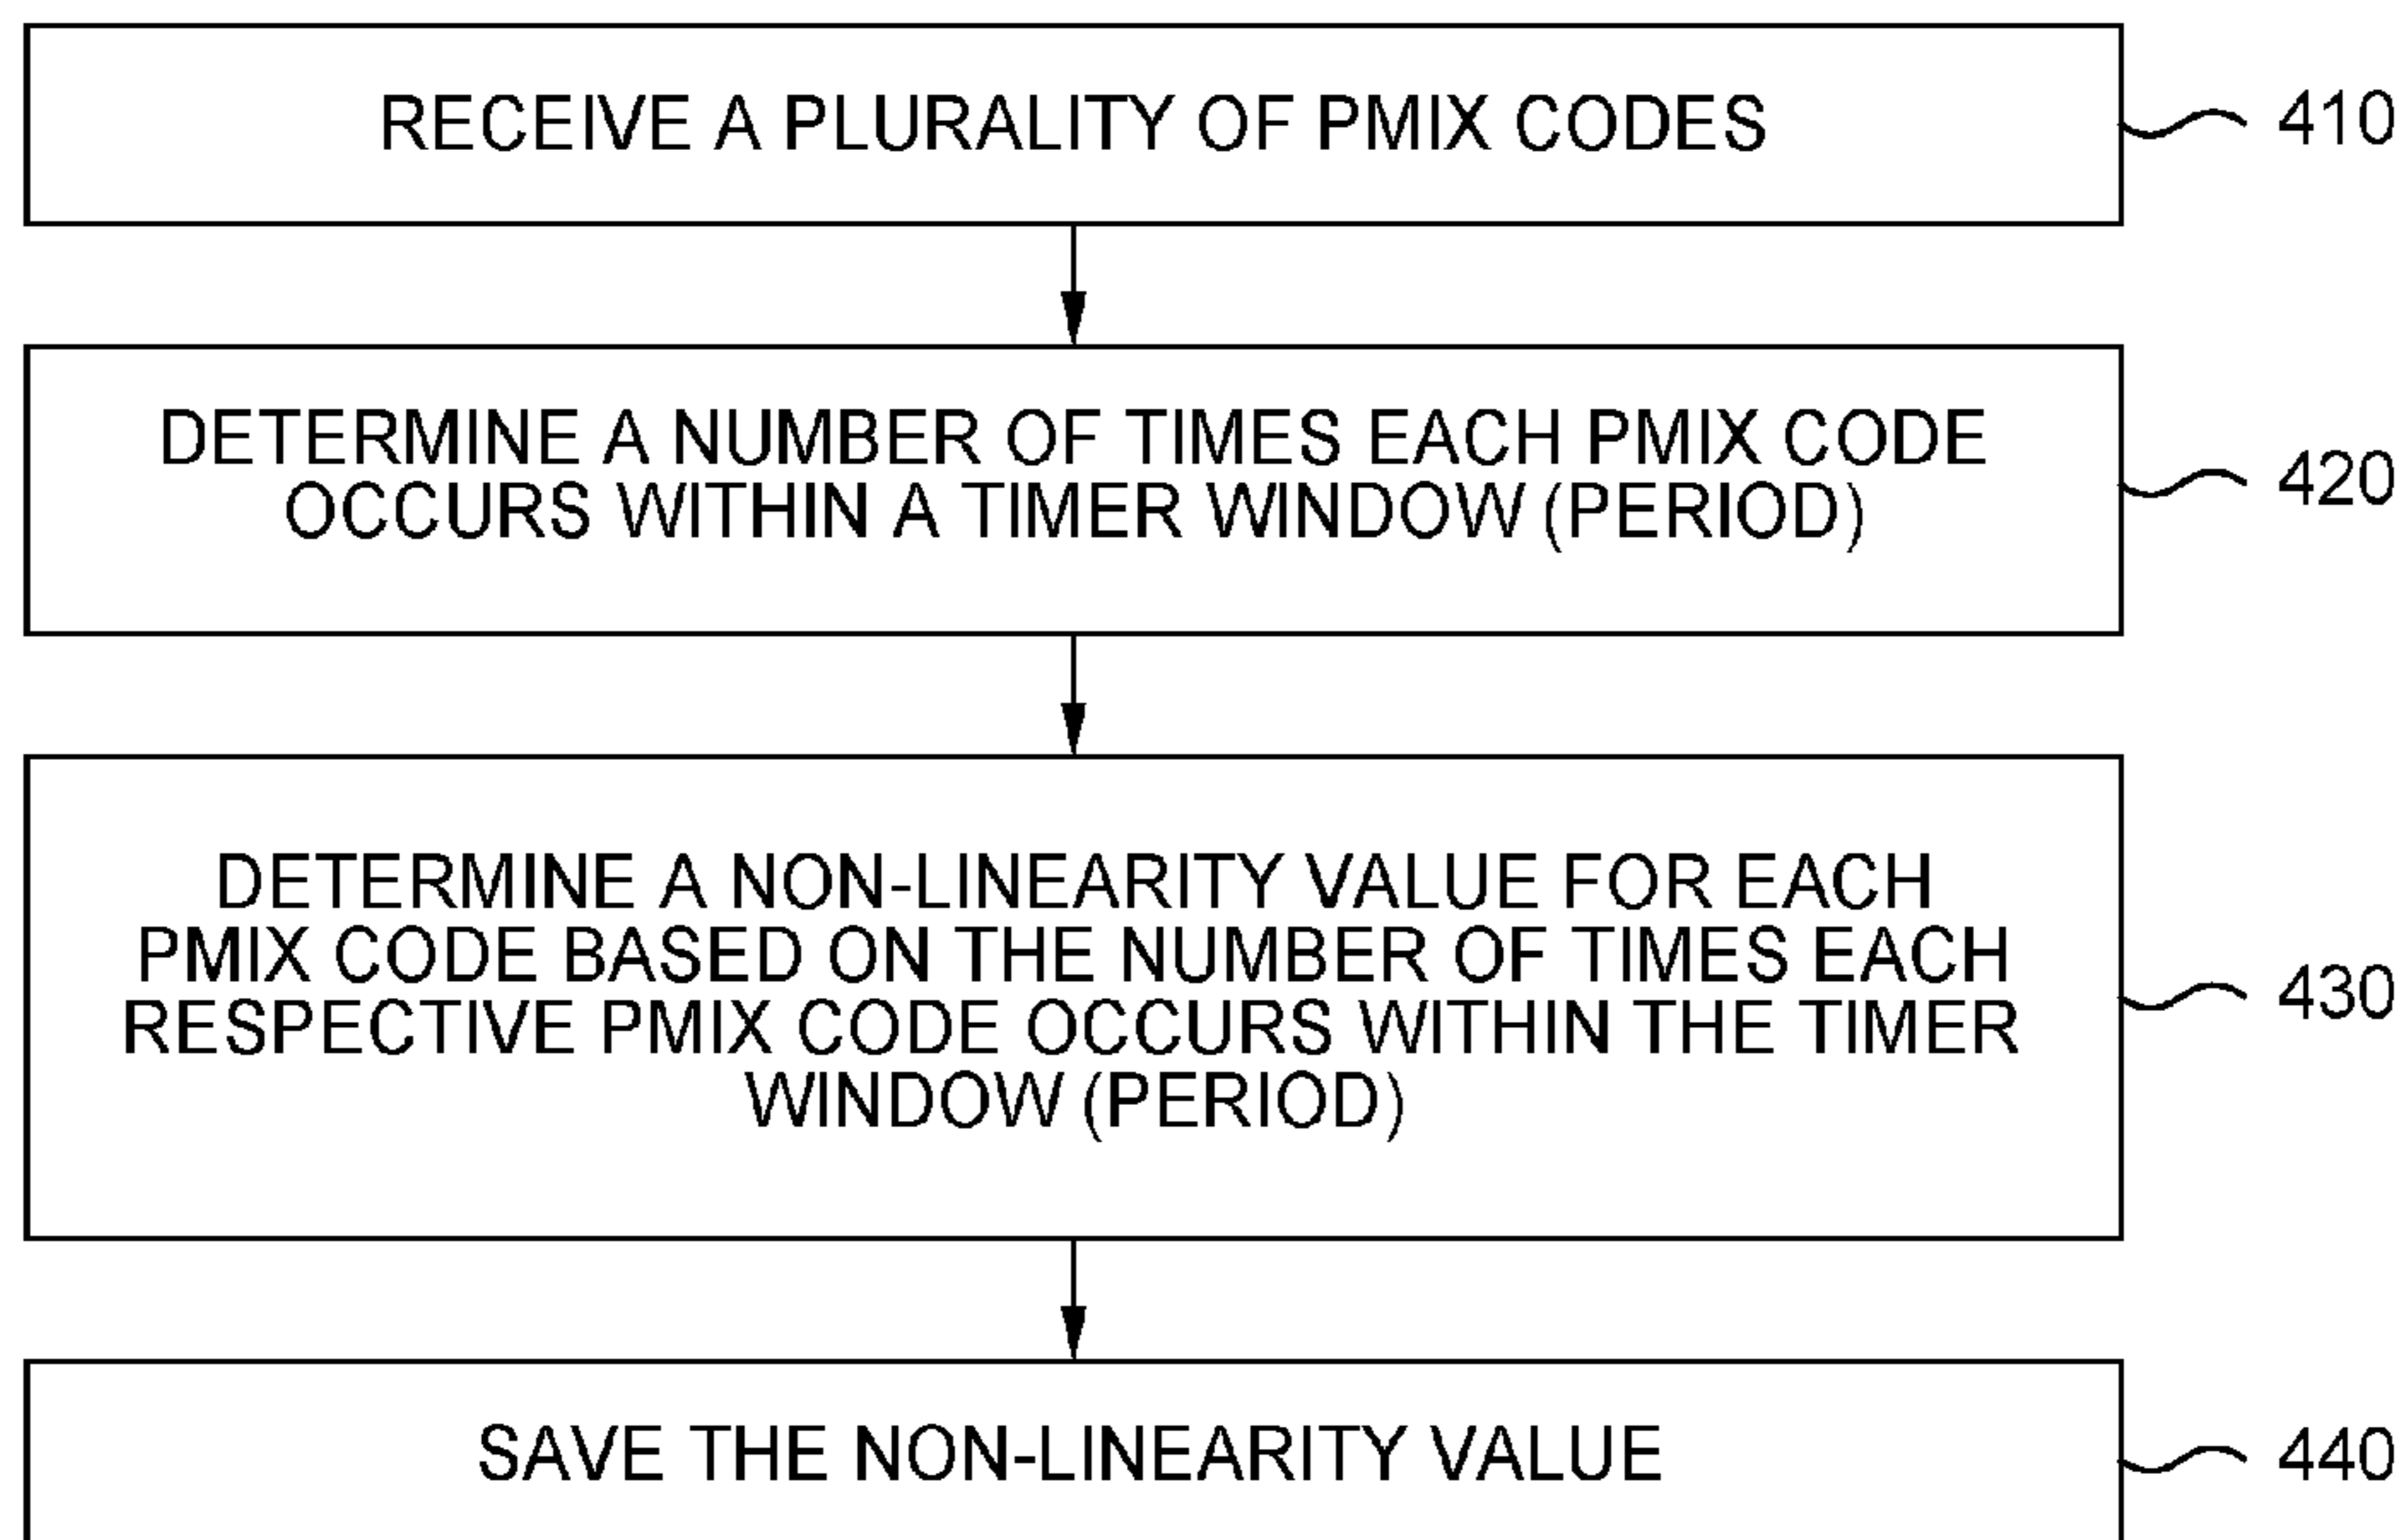 RECEIVE A PLURALITY OF PMIX CODES
410
DETERMINE A NUMBER OF TIMES EACH PMIX CODE
OCCURS WITHIN A TIMER WINDOW (PERIOD)
420
DETERMINE A NON-LINEARITY VALUE FOR EACH
PMIX CODE BASED ON THE NUMBER OF TIMES EACH
RESPECTIVE PMIX CODE OCCURS WITHIN THE TIMER
WINDOW (PERIOD)
430
SAVE THE NON-LINEARITY VALUE
440